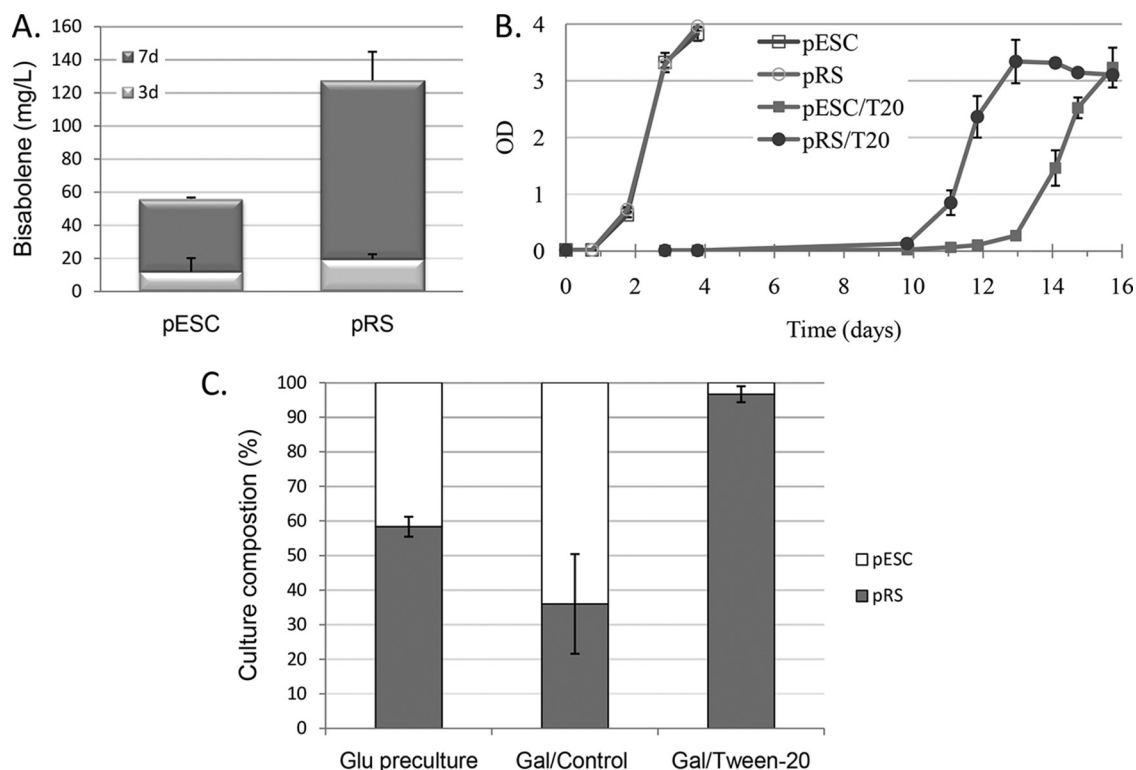 A.
160
140
120
100
80
60
40
20
0
Bisabolene (mg/L)
7d
3d
pESC
pRS
B.
4
3
2
1
0
OD
pESC
pRS
pESC/T20
pRS/T20
0 2 4 6 8 10 12 14 16
Time (days)
C.
100
90
80
70
60
50
40
30
20
10
0
Culture compostion (%)
pESC
pRS
Glu preculture
Gal/Control
Gal/Tween-20